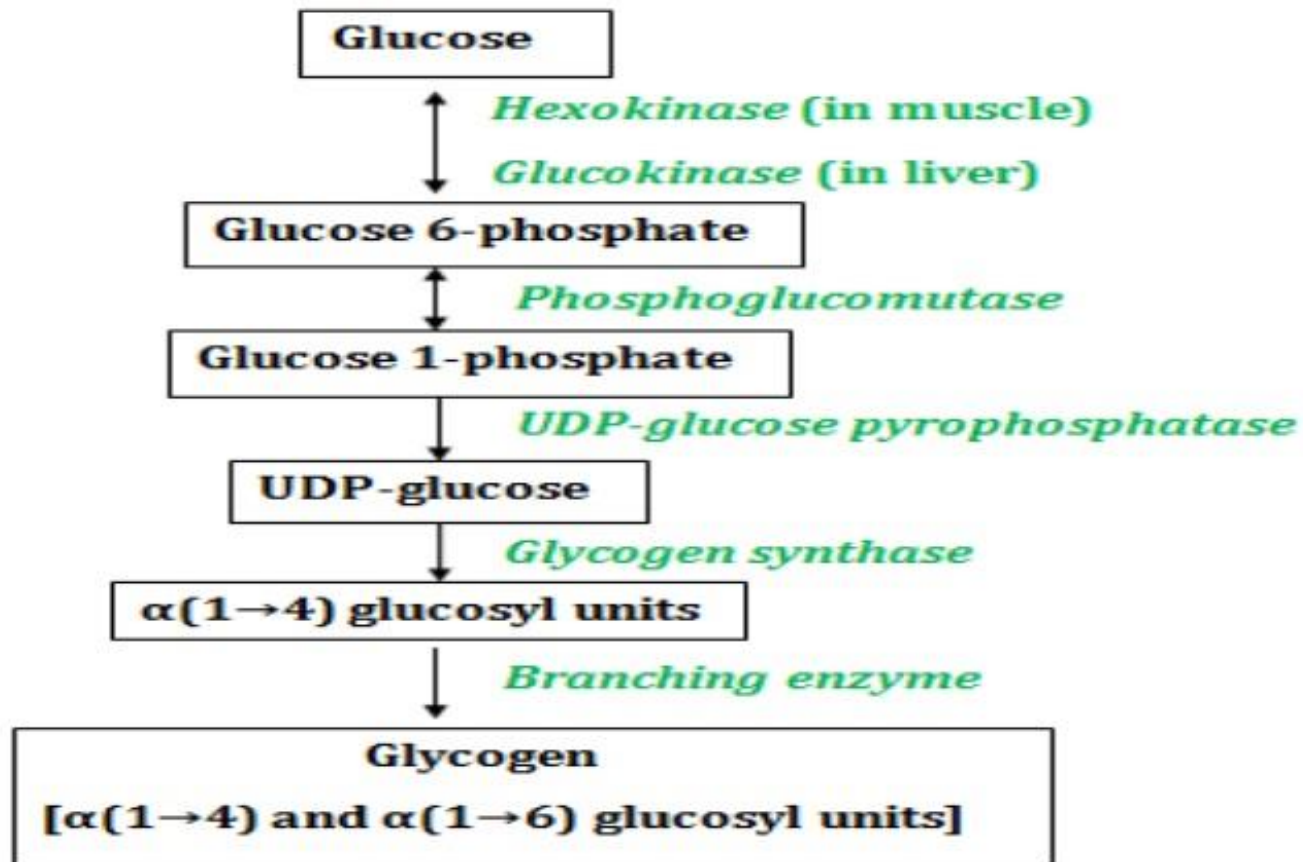 Glucose
Hexokinase (in muscle)
Glucokinase (in liver)
Glucose 6-phosphate
Phosphoglucomutase
Glucose 1-phosphate
UDP-glucose pyrophosphatase
UDP-glucose
Glycogen synthase
α(1→4) glucosyl units
Branching enzyme
Glycogen
[α(1→4) and α(1→6) glucosyl units]